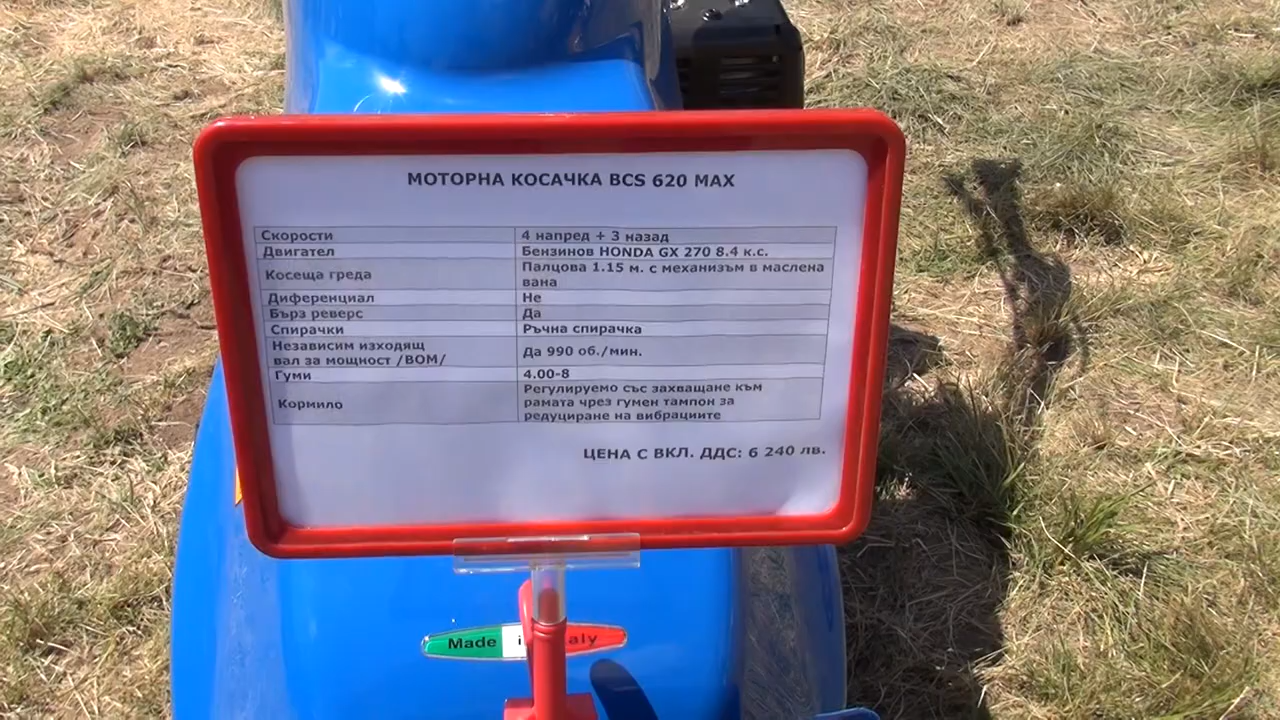 МОТОРНА КОСАЧКА BCS 620 MAX
Скорости 4 напред + 3 назад
Двигател Бензинов HONDA GX 270 8.4 к.с.
Косеща греда Палцова 1.15 м. с механизъм в маслена
вана
Диференциал Не
Бърз реверс Да
Спирачки Ръчна спирачка
Независим изходящ
вал за мощност /ВОМ/ Да 990 об./мин.
Гуми 4.00-8
Кормило Регулируемо със захващане към
рамата чрез гумен тампон за
редуциране на вибрациите
ЦЕНА С ВКЛ. ДДС: 6 240 лв.
Made